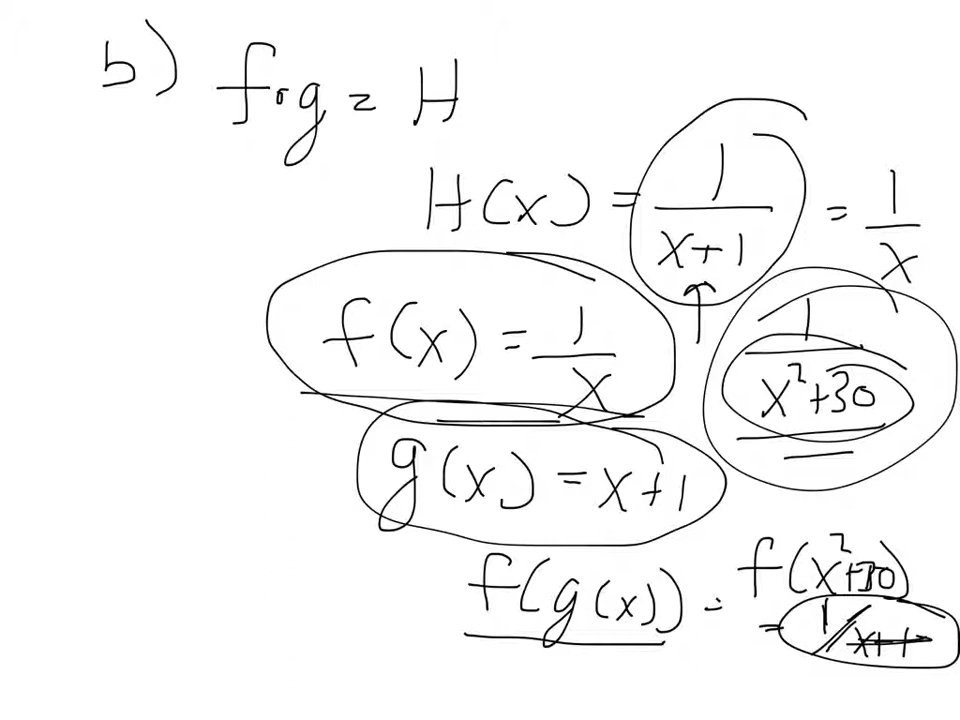 b) f∘g = H
H(x) = 1/(x+1) = 1/x
f(x) = 1/x
1/(x²+30)
g(x) = x+1
f(g(x)) = f(x²+30)
= 1/x+1